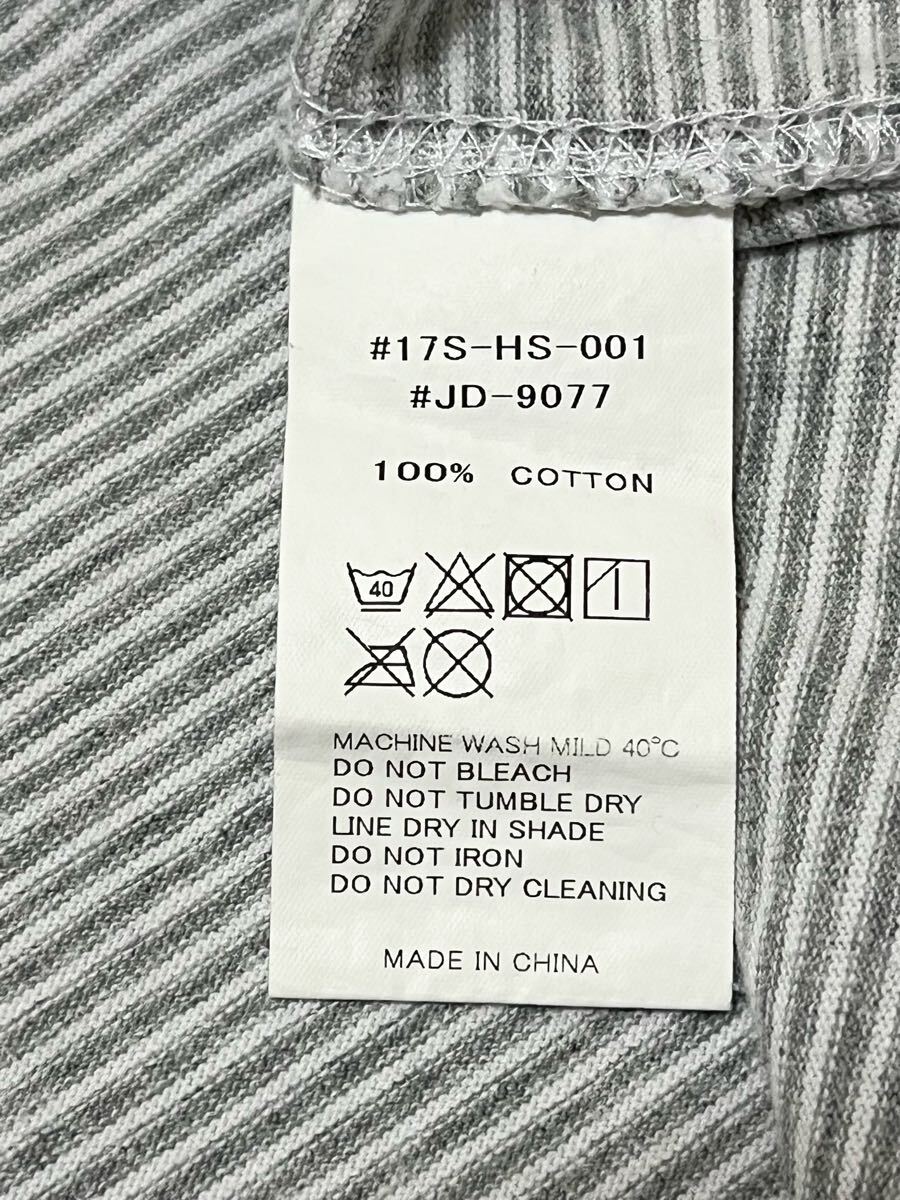 #17S-HS-001
#JD-9077
100% COTTON
40
MACHINE WASH MILD 40°C
DO NOT BLEACH
DO NOT TUMBLE DRY
LINE DRY IN SHADE
DO NOT IRON
DO NOT DRY CLEANING
MADE IN CHINA